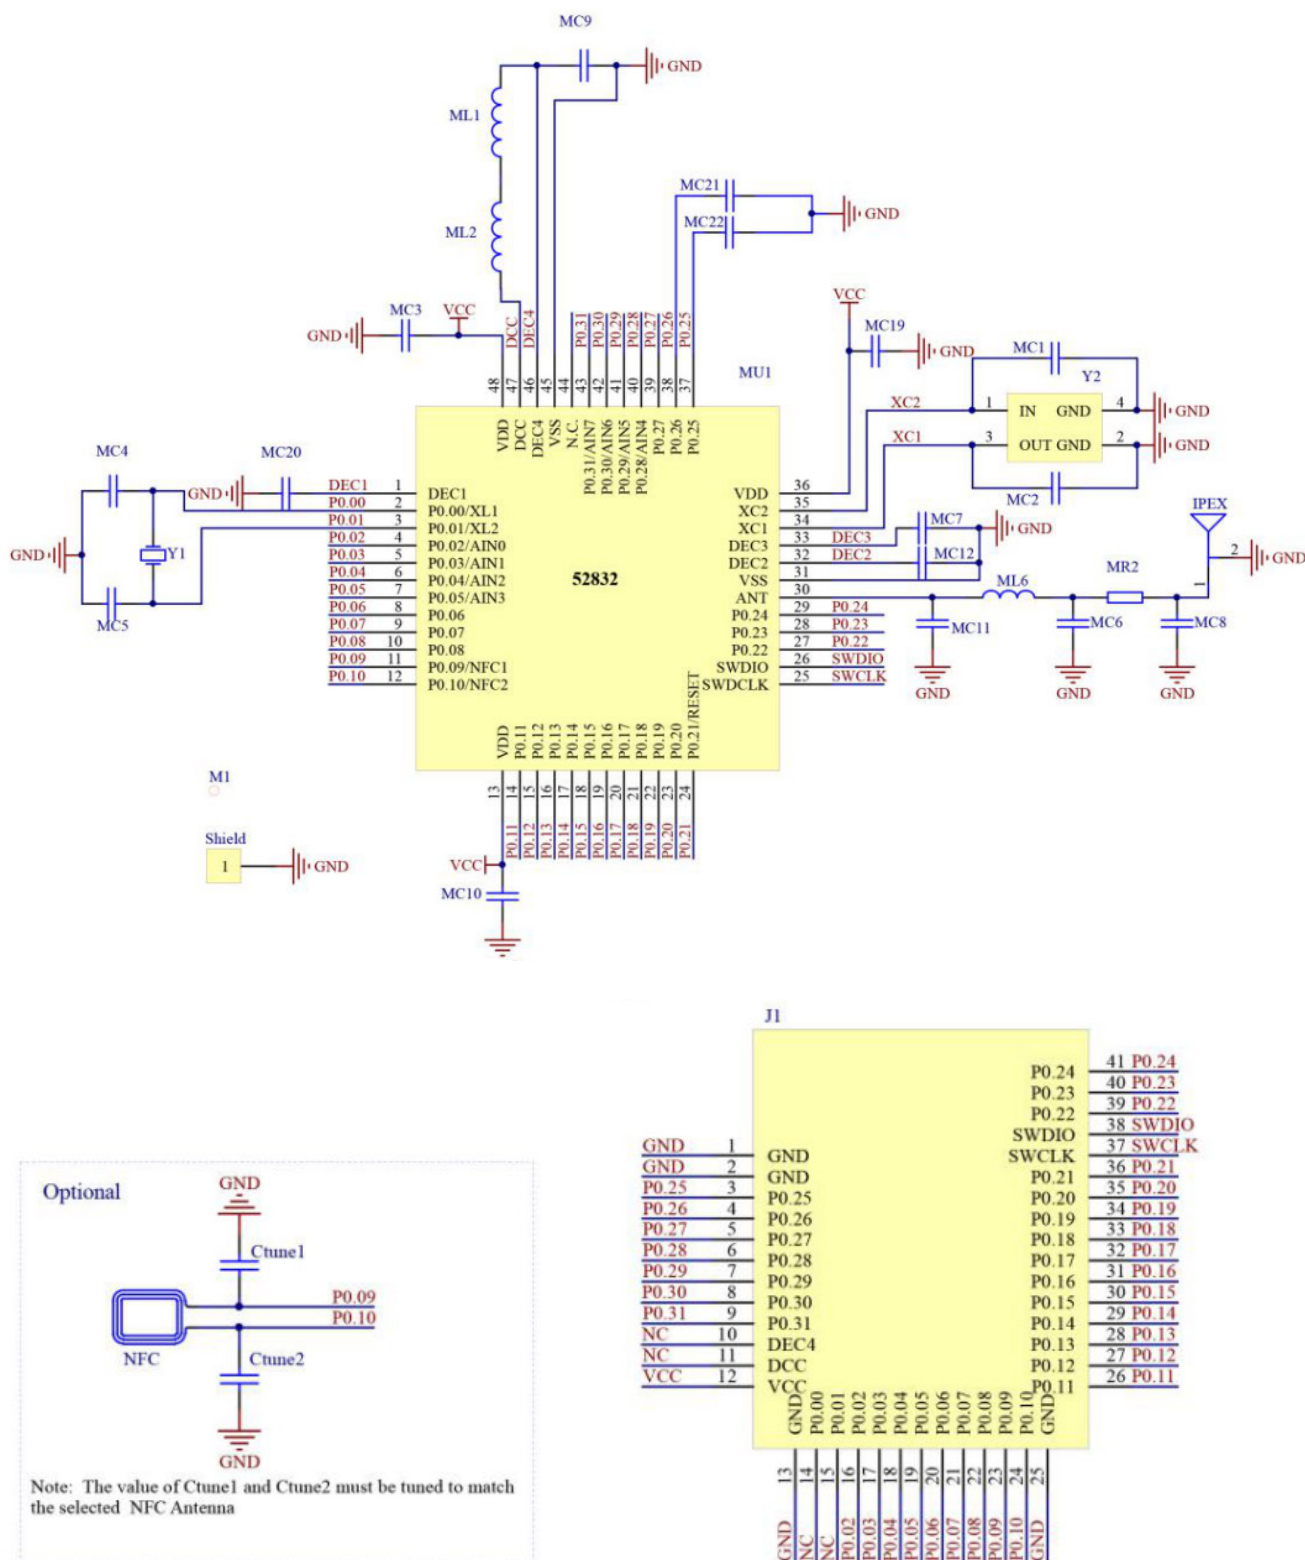 MC9
GND
ML1
ML2
MC21
MC22
GND
MC3
VCC
GND
DCC
DEC4
P0.31
P0.30
P0.29
P0.28
P0.27
P0.26
P0.25
VCC
MC19
GND
48
47
46
45
44
43
42
41
40
39
38
37
MU1
VDD
DCC
DEC4
VSS
N.C.
P0.31/AIN7
P0.30/AIN6
P0.29/AIN5
P0.28/AIN4
P0.27
P0.26
P0.25
MC1
Y2
XC2
1 IN GND 4 GND
XC1
3 OUT GND 2 GND
MC2
MC4
MC20
GND
GND
Y1
MC5
DEC1 1 DEC1
P0.00 2 P0.00/XL1
P0.01 3 P0.01/XL2
P0.02 4 P0.02/AIN0
P0.03 5 P0.03/AIN1
P0.04 6 P0.04/AIN2
P0.05 7 P0.05/AIN3
P0.06 8 P0.06
P0.07 9 P0.07
P0.08 10 P0.08
P0.09 11 P0.09/NFC1
P0.10 12 P0.10/NFC2
52832
VDD 36
XC2 35
XC1 34
DEC3 33 DEC3
DEC2 32 DEC2
VSS 31
ANT 30
P0.24 29 P0.24
P0.23 28 P0.23
P0.22 27 P0.22
SWDIO 26 SWDIO
SWDCLK 25 SWCLK
MC7
GND
MC12
IPEX
2
GND
1
ML6
MR2
MC11
MC6
MC8
GND
GND
GND
VDD
P0.11
P0.12
P0.13
P0.14
P0.15
P0.16
P0.17
P0.18
P0.19
P0.20
P0.21/RESET
13
14
15
16
17
18
19
20
21
22
23
24
P0.11
P0.12
P0.13
P0.14
P0.15
P0.16
P0.17
P0.18
P0.19
P0.20
P0.21
VCC
MC10
M1
Shield
1
GND
J1
GND 1 GND
GND 2 GND
P0.25 3 P0.25
P0.26 4 P0.26
P0.27 5 P0.27
P0.28 6 P0.28
P0.29 7 P0.29
P0.30 8 P0.30
P0.31 9 P0.31
NC 10 DEC4
NC 11 DCC
VCC 12 VCC
P0.24 41 P0.24
P0.23 40 P0.23
P0.22 39 P0.22
SWDIO 38 SWDIO
SWCLK 37 SWCLK
P0.21 36 P0.21
P0.20 35 P0.20
P0.19 34 P0.19
P0.18 33 P0.18
P0.17 32 P0.17
P0.16 31 P0.16
P0.15 30 P0.15
P0.14 29 P0.14
P0.13 28 P0.13
P0.12 27 P0.12
P0.11 26 P0.11
GND
P0.00
P0.01
P0.02
P0.03
P0.04
P0.05
P0.06
P0.07
P0.08
P0.09
P0.10
GND
13
14
15
16
17
18
19
20
21
22
23
24
25
GND
NC
NC
P0.02
P0.03
P0.04
P0.05
P0.06
P0.07
P0.08
P0.09
P0.10
GND
Optional
GND
Ctune1
P0.09
P0.10
NFC
Ctune2
GND
Note: The value of Ctune1 and Ctune2 must be tuned to match
the selected NFC Antenna